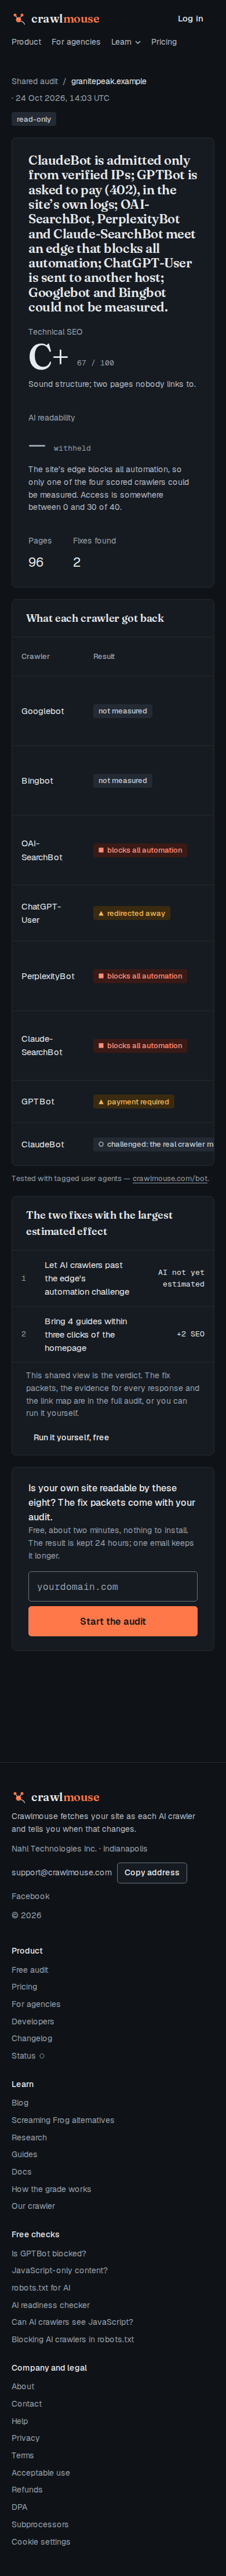 crawlmouse
Log in
Product
For agencies
Learn
Pricing
Shared audit / granitepeak.example
· 24 Oct 2026, 14:03 UTC
read-only
ClaudeBot is admitted only
from verified IPs; GPTBot is
asked to pay (402), in the
site's own logs; OAI-
SearchBot, PerplexityBot
and Claude-SearchBot meet
an edge that blocks all
automation; ChatGPT-User
is sent to another host;
Googlebot and Bingbot
could not be measured.
Technical SEO
C+ 67 / 100
Sound structure; two pages nobody links to.
AI readability
— withheld
The site's edge blocks all automation, so
only one of the four scored crawlers could
be measured. Access is somewhere
between 0 and 30 of 40.
Pages
Fixes found
96
2
What each crawler got back
Crawler
Result
Googlebot
not measured
Bingbot
not measured
OAI-
SearchBot
blocks all automation
ChatGPT-
User
redirected away
PerplexityBot
blocks all automation
Claude-
SearchBot
blocks all automation
GPTBot
payment required
ClaudeBot
challenged: the real crawler m
Tested with tagged user agents — crawlmouse.com/bot.
The two fixes with the largest
estimated effect
1
Let AI crawlers past
the edge's
automation challenge
AI not yet
estimated
2
Bring 4 guides within
three clicks of the
homepage
+2 SEO
This shared view is the verdict. The fix
packets, the evidence for every response and
the link map are in the full audit, or you can
run it yourself.
Run it yourself, free
Is your own site readable by these
eight? The fix packets come with your
audit.
Free, about two minutes, nothing to install.
The result is kept 24 hours; one email keeps
it longer.
yourdomain.com
Start the audit
crawlmouse
Crawlmouse fetches your site as each AI crawler
and tells you when that changes.
Nahl Technologies Inc. · Indianapolis
support@crawlmouse.com
Copy address
Facebook
© 2026
Product
Free audit
Pricing
For agencies
Developers
Changelog
Status
Learn
Blog
Screaming Frog alternatives
Research
Guides
Docs
How the grade works
Our crawler
Free checks
Is GPTBot blocked?
JavaScript-only content?
robots.txt for AI
AI readiness checker
Can AI crawlers see JavaScript?
Blocking AI crawlers in robots.txt
Company and legal
About
Contact
Help
Privacy
Terms
Acceptable use
Refunds
DPA
Subprocessors
Cookie settings